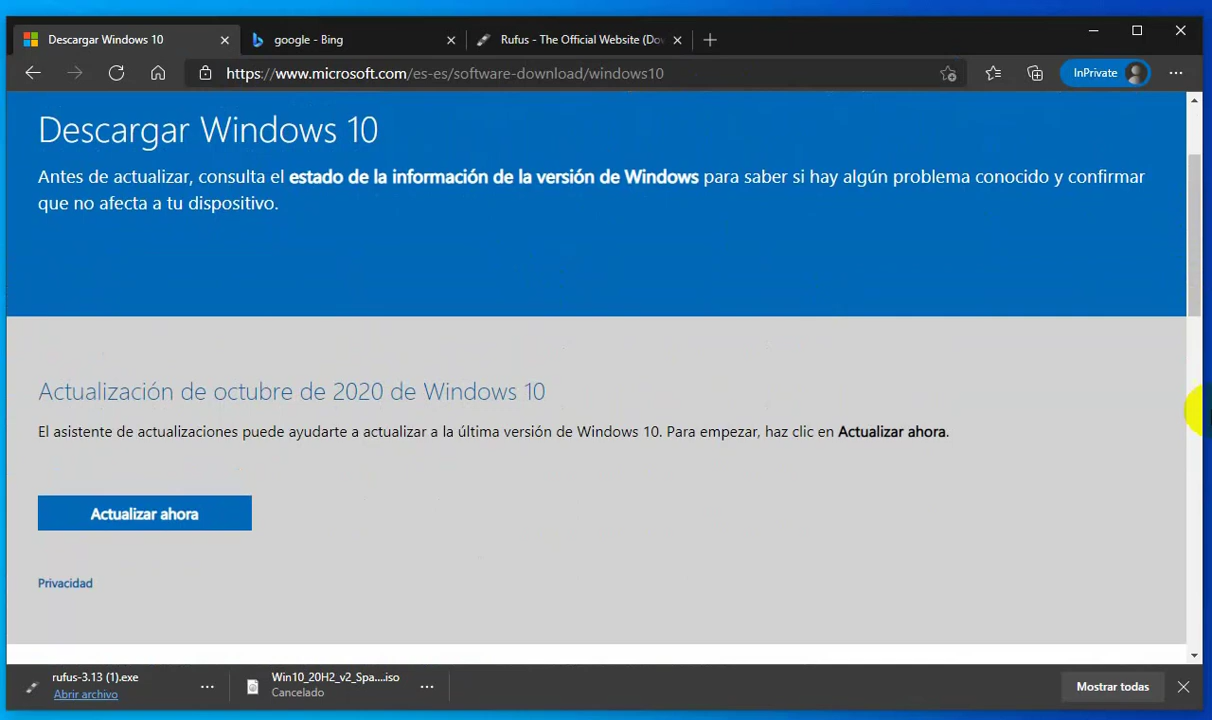 Descargar Windows 10
google - Bing
Rufus - The Official Website (Do
https://www.microsoft.com/es-es/software-download/windows10
InPrivate
Descargar Windows 10
Antes de actualizar, consulta el estado de la información de la versión de Windows para saber si hay algún problema conocido y confirmar
que no afecta a tu dispositivo.
Actualización de octubre de 2020 de Windows 10
El asistente de actualizaciones puede ayudarte a actualizar a la última versión de Windows 10. Para empezar, haz clic en Actualizar ahora.
Actualizar ahora
Privacidad
rufus-3.13 (1).exe
Abrir archivo
Win10_20H2_v2_Spa....iso
Cancelado
Mostrar todas